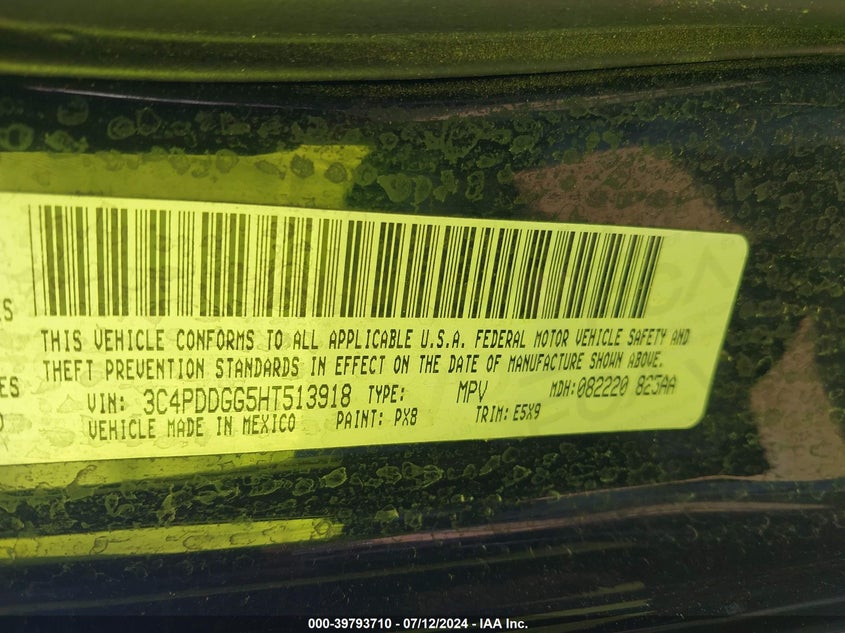 THIS VEHICLE CONFORMS TO ALL APPLICABLE U.S.A. FEDERAL MOTOR VEHICLE SAFETY AND
THEFT PREVENTION STANDARDS IN EFFECT ON THE DATE OF MANUFACTURE SHOWN ABOVE.
VIN: 3C4PDDGG5HT513918 TYPE: MPV MDH:082220
VEHICLE MADE IN MEXICO PAINT: PX8 TRIM: E5X9
000-39793710 - 07/12/2024 - IAA Inc.